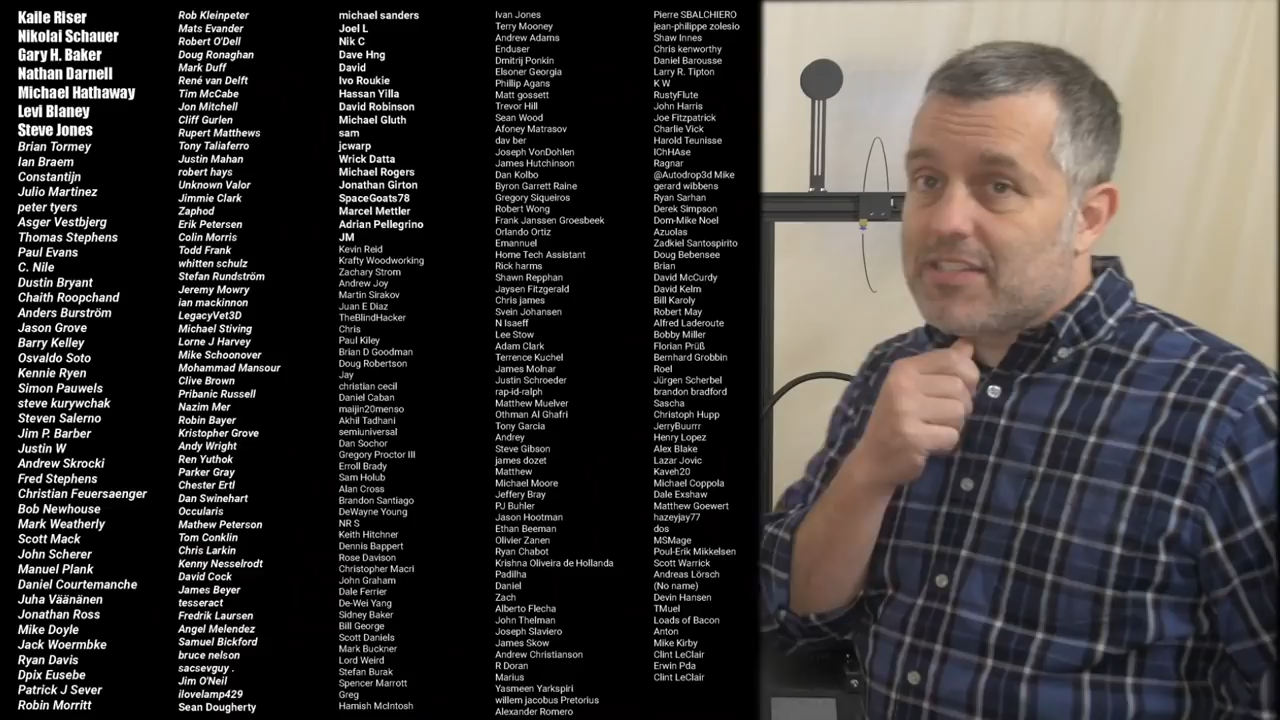 Kalle Riser
Nikolai Schauer
Gary H. Baker
Nathan Darnell
Michael Hathaway
Levi Blaney
Steve Jones
Brian Tormey
Ian Braem
Constantijn
Julio Martinez
peter tyers
Asger Vestbjerg
Thomas Stephens
Paul Evans
C. Nile
Dustin Bryant
Chaith Roopchand
Anders Burström
Jason Grove
Barry Kelley
Osvaldo Soto
Kennie Ryen
Simon Pauwels
steve kurywchak
Steven Salerno
Jim P. Barber
Justin W
Andrew Skrocki
Fred Stephens
Christian Feuersaenger
Bob Newhouse
Mark Weatherly
Scott Mack
John Scherer
Manuel Plank
Daniel Courtemanche
Juha Väänänen
Jonathan Ross
Mike Doyle
Jack Woermbke
Ryan Davis
Dpix Eusebe
Patrick J Sever
Robin Morritt
Rob Kleinpeter
Mats Evander
Robert O'Dell
Doug Ronaghan
Mark Duff
René van Delft
Tim McCabe
Jon Mitchell
Cliff Gurlen
Rupert Matthews
Tony Taliaferro
Justin Mahan
robert hays
Unknown Valor
Jimmie Clark
Zaphod
Erik Petersen
Colin Morris
Todd Frank
whitten schulz
Stefan Rundström
Jeremy Mowry
ian mackinnon
LegacyVet3D
Michael Stiving
Lorne J Harvey
Mike Schoonover
Mohammad Mansour
Clive Brown
Pribanic Russell
Nazim Mer
Robin Bayer
Kristopher Grove
Andy Wright
Ren Yuthok
Parker Gray
Chester Ertl
Dan Swinehart
Occularis
Mathew Peterson
Tom Conklin
Chris Larkin
Kenny Nesselrodt
David Cock
James Beyer
tesseract
Fredrik Laursen
Angel Melendez
Samuel Bickford
bruce nelson
sacsevguy .
Jim O'Neil
ilovelamp429
Sean Dougherty
michael sanders
Joel L
Nik C
Dave Hng
David
Ivo Roukie
Hassan Yilla
David Robinson
Michael Gluth
sam
jcwarp
Wrick Datta
Michael Rogers
Jonathan Girton
SpaceGoats78
Marcel Mettler
Adrian Pellegrino
JM
Kevin Reid
Krafty Woodworking
Zachary Strom
Andrew Joy
Martin Sirakov
Juan E Diaz
TheBlindHacker
Chris
Paul Kiley
Brian D Goodman
Doug Robertson
Jay
christian cecil
Daniel Caban
maijin20menso
Akhil Tadhani
semiuniversal
Dan Sochor
Gregory Proctor III
Erroll Brady
Sam Holub
Alan Cross
Brandon Santiago
DeWayne Young
NR S
Keith Hitchner
Dennis Bappert
Rose Davison
Christopher Macri
John Graham
Dale Ferrier
De-Wei Yang
Sidney Baker
Bill George
Scott Daniels
Mark Buckner
Lord Weird
Stefan Burak
Spencer Marrott
Greg
Hamish McIntosh
Ivan Jones
Terry Mooney
Andrew Adams
Enduser
Dmitrij Ponkin
Elsoner Georgia
Phillip Agans
Matt gossett
Trevor Hill
Sean Wood
Afoney Matrasov
dav ber
Joseph VonDohlen
James Hutchinson
Dan Kolbo
Byron Garrett Raine
Gregory Siqueiros
Robert Wong
Frank Janssen Groesbeek
Orlando Ortiz
Emannuel
Home Tech Assistant
Rick harms
Shawn Repphan
Jaysen Fitzgerald
Chris james
Svein Johansen
N Isaeff
Lee Stow
Adam Clark
Terrence Kuchel
James Molnar
Justin Schroeder
rap-id-ralph
Matthew Muelver
Othman Al Ghafri
Tony Garcia
Andrey
Steve Gibson
james dozet
Matthew
Michael Moore
Jeffery Bray
PJ Buhler
Jason Hootman
Ethan Beeman
Olivier Zanen
Ryan Chabot
Krishna Oliveira de Hollanda
Padilha
Daniel
Zach
Alberto Flecha
John Thelman
Joseph Slaviero
James Skow
Andrew Christianson
R Doran
Marius
Yasmeen Yarkspiri
willem jacobus Pretorius
Alexander Romero
Pierre SBALCHIERO
jean-philippe zolesio
Shaw Innes
Chris kenworthy
Daniel Barousse
Larry R. Tipton
K W
RustyFlute
John Harris
Joe Fitzpatrick
Charlie Vick
Harold Teunisse
IChHAse
Ragnar
@Autodrop3d Mike
gerard wibbens
Ryan Sarhan
Derek Simpson
Dom-Mike Noel
Azuolas
Zadkiel Santospirito
Doug Bebensee
Brian
David McCurdy
David Kelm
Bill Karoly
Robert May
Alfred Laderoute
Bobby Miller
Florian Prüß
Bernhard Grobbin
Roel
Jürgen Scherbel
brandon bradford
Sascha
Christoph Hupp
JerryBuurrr
Henry Lopez
Alex Blake
Lazar Jovic
Kaveh20
Michael Coppola
Dale Exshaw
Matthew Goewert
hazeyjay77
dos
MSMage
Poul-Erik Mikkelsen
Scott Warrick
Andreas Lörsch
(No name)
Devin Hansen
TMuel
Loads of Bacon
Anton
Mike Kirby
Clint LeClair
Erwin Pda
Clint LeClair